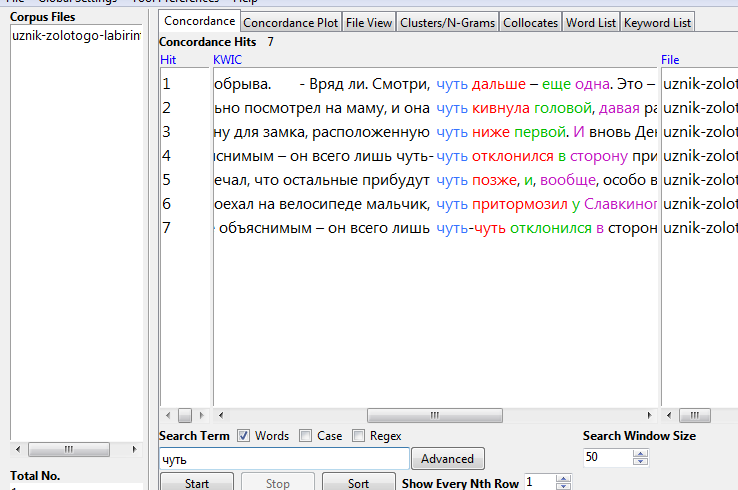 Global Settings Tool Preferences Help
Corpus Files
uznik-zolotogo-labirin
Total No.
Concordance Concordance Plot File View Clusters/N-Grams Collocates Word List Keyword List
Concordance Hits 7
Hit KWIC File
1 обрыва. - Вряд ли. Смотри, чуть дальше – еще одна. Это – uznik-zolot
2 ьно посмотрел на маму, и она чуть кивнула головой, давая ра uznik-zolot
3 ну для замка, расположенную чуть ниже первой. И вновь Ден uznik-zolot
4 яснимым – он всего лишь чуть-чуть отклонился в сторону при uznik-zolot
5 ечал, что остальные прибудут чуть позже, и, вообще, особо в uznik-zolot
6 оехал на велосипеде мальчик, чуть притормозил у Славкиног uznik-zolot
7 объяснимым – он всего лишь чуть-чуть отклонился в сторон uznik-zolot
Search Term Words Case Regex Search Window Size
чуть Advanced 50
Start Stop Sort Show Every Nth Row 1